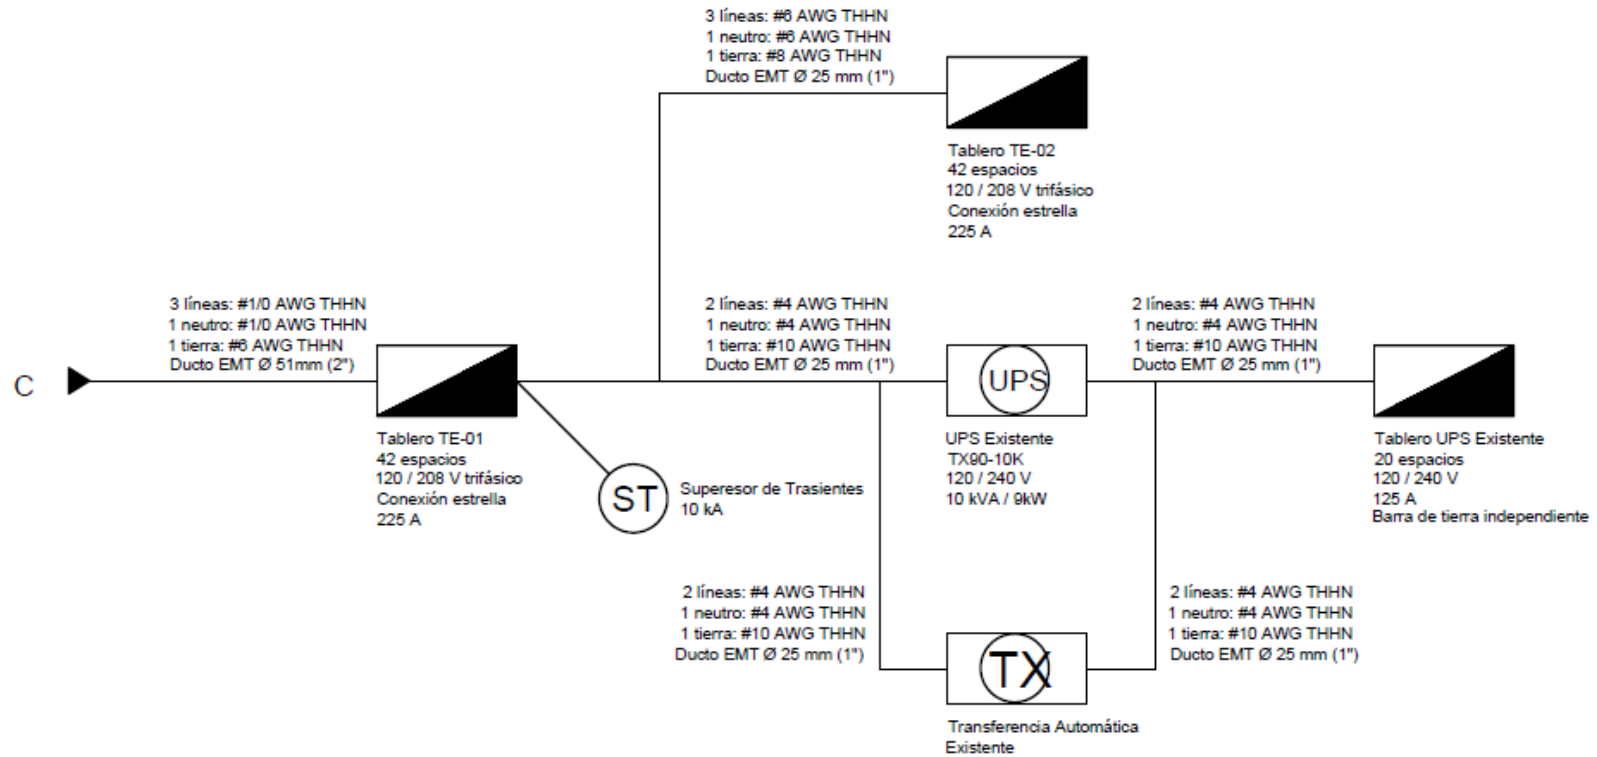 3 líneas: #6 AWG THHN
1 neutro: #6 AWG THHN
1 tierra: #8 AWG THHN
Ducto EMT Ø 25 mm (1")
Tablero TE-02
42 espacios
120 / 208 V trifásico
Conexión estrella
225 A
3 líneas: #1/0 AWG THHN
1 neutro: #1/0 AWG THHN
1 tierra: #6 AWG THHN
Ducto EMT Ø 51mm (2")
2 líneas: #4 AWG THHN
1 neutro: #4 AWG THHN
1 tierra: #10 AWG THHN
Ducto EMT Ø 25 mm (1")
2 líneas: #4 AWG THHN
1 neutro: #4 AWG THHN
1 tierra: #10 AWG THHN
Ducto EMT Ø 25 mm (1")
C
UPS
Tablero TE-01
42 espacios
120 / 208 V trifásico
Conexión estrella
225 A
ST
Superesor de Trasientes
10 kA
UPS Existente
TX90-10K
120 / 240 V
10 kVA / 9kW
Tablero UPS Existente
20 espacios
120 / 240 V
125 A
Barra de tierra independiente
2 líneas: #4 AWG THHN
1 neutro: #4 AWG THHN
1 tierra: #10 AWG THHN
Ducto EMT Ø 25 mm (1")
2 líneas: #4 AWG THHN
1 neutro: #4 AWG THHN
1 tierra: #10 AWG THHN
Ducto EMT Ø 25 mm (1")
TX
Transferencia Automática
Existente